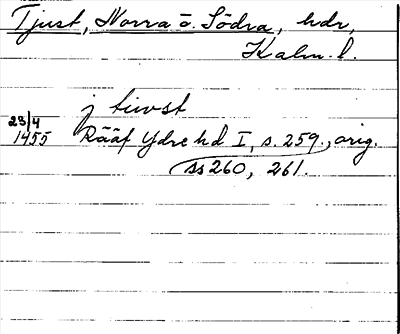 Tjust, Norra o. Södra, hdr,
Kalm. l.
j tiwst
23/4
1455 Rääf Ydre hd I, s. 259., orig.
ss 260, 261.